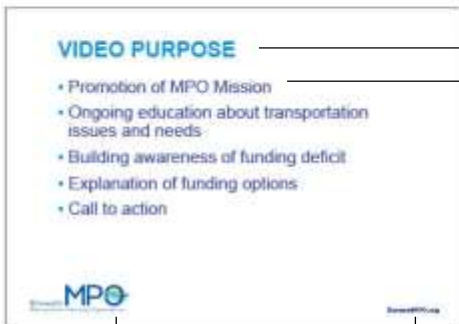 VIDEO PURPOSE
• Promotion of MPO Mission
• Ongoing education about transportation
issues and needs
• Building awareness of funding deficit
• Explanation of funding options
• Call to action
MPO